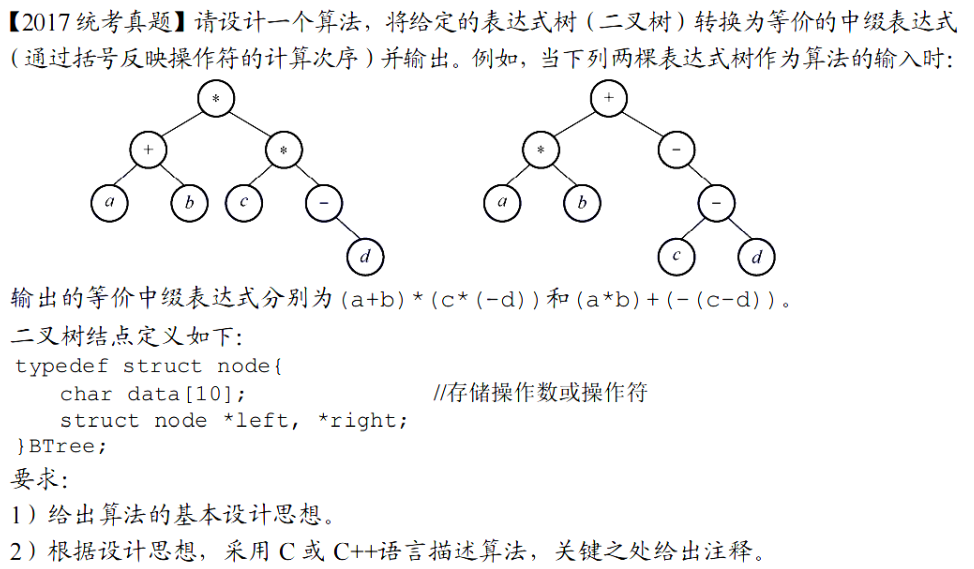 【2017 统考真题】请设计一个算法，将给定的表达式树（二叉树）转换为等价的中缀表达式
（通过括号反映操作符的计算次序）并输出。例如，当下列两棵表达式树作为算法的输入时：
* +
+ * * -
a b c - a b -
d c d
输出的等价中缀表达式分别为(a+b)*(c*(-d))和(a*b)+(-(c-d))。
二叉树结点定义如下：
typedef struct node{
char data[10]; //存储操作数或操作符
struct node *left, *right;
}BTree;
要求：
1）给出算法的基本设计思想。
2）根据设计思想，采用 C 或 C++语言描述算法，关键之处给出注释。